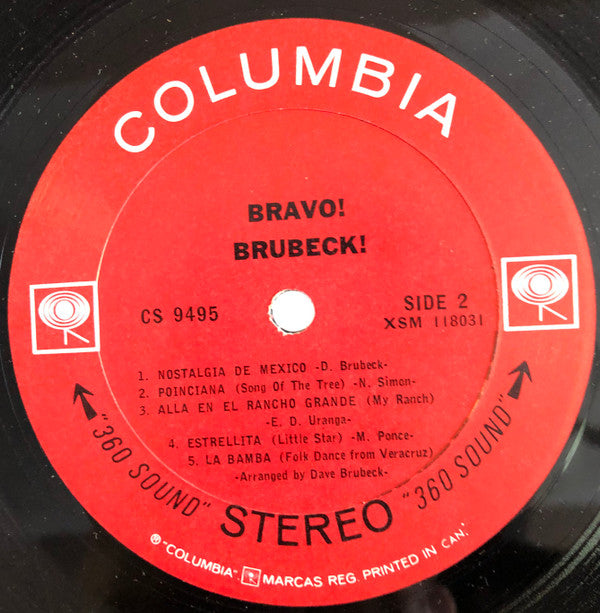 COLUMBIA
BRAVO!
BRUBECK!
CS 9495
SIDE 2
XSM 118031
1. NOSTALGIA DE MEXICO -D. Brubeck-
2. POINCIANA (Song Of The Tree) -N. Simon-
3. ALLA EN EL RANCHO GRANDE (My Ranch)
-E. D. Uranga-
4. ESTRELLITA (Little Star) -M. Ponce-
5. LA BAMBA (Folk Dance from Veracruz)
-Arranged by Dave Brubeck-
"360 SOUND" STEREO "360 SOUND"
® "COLUMBIA", MARCAS REG. PRINTED IN CAN.